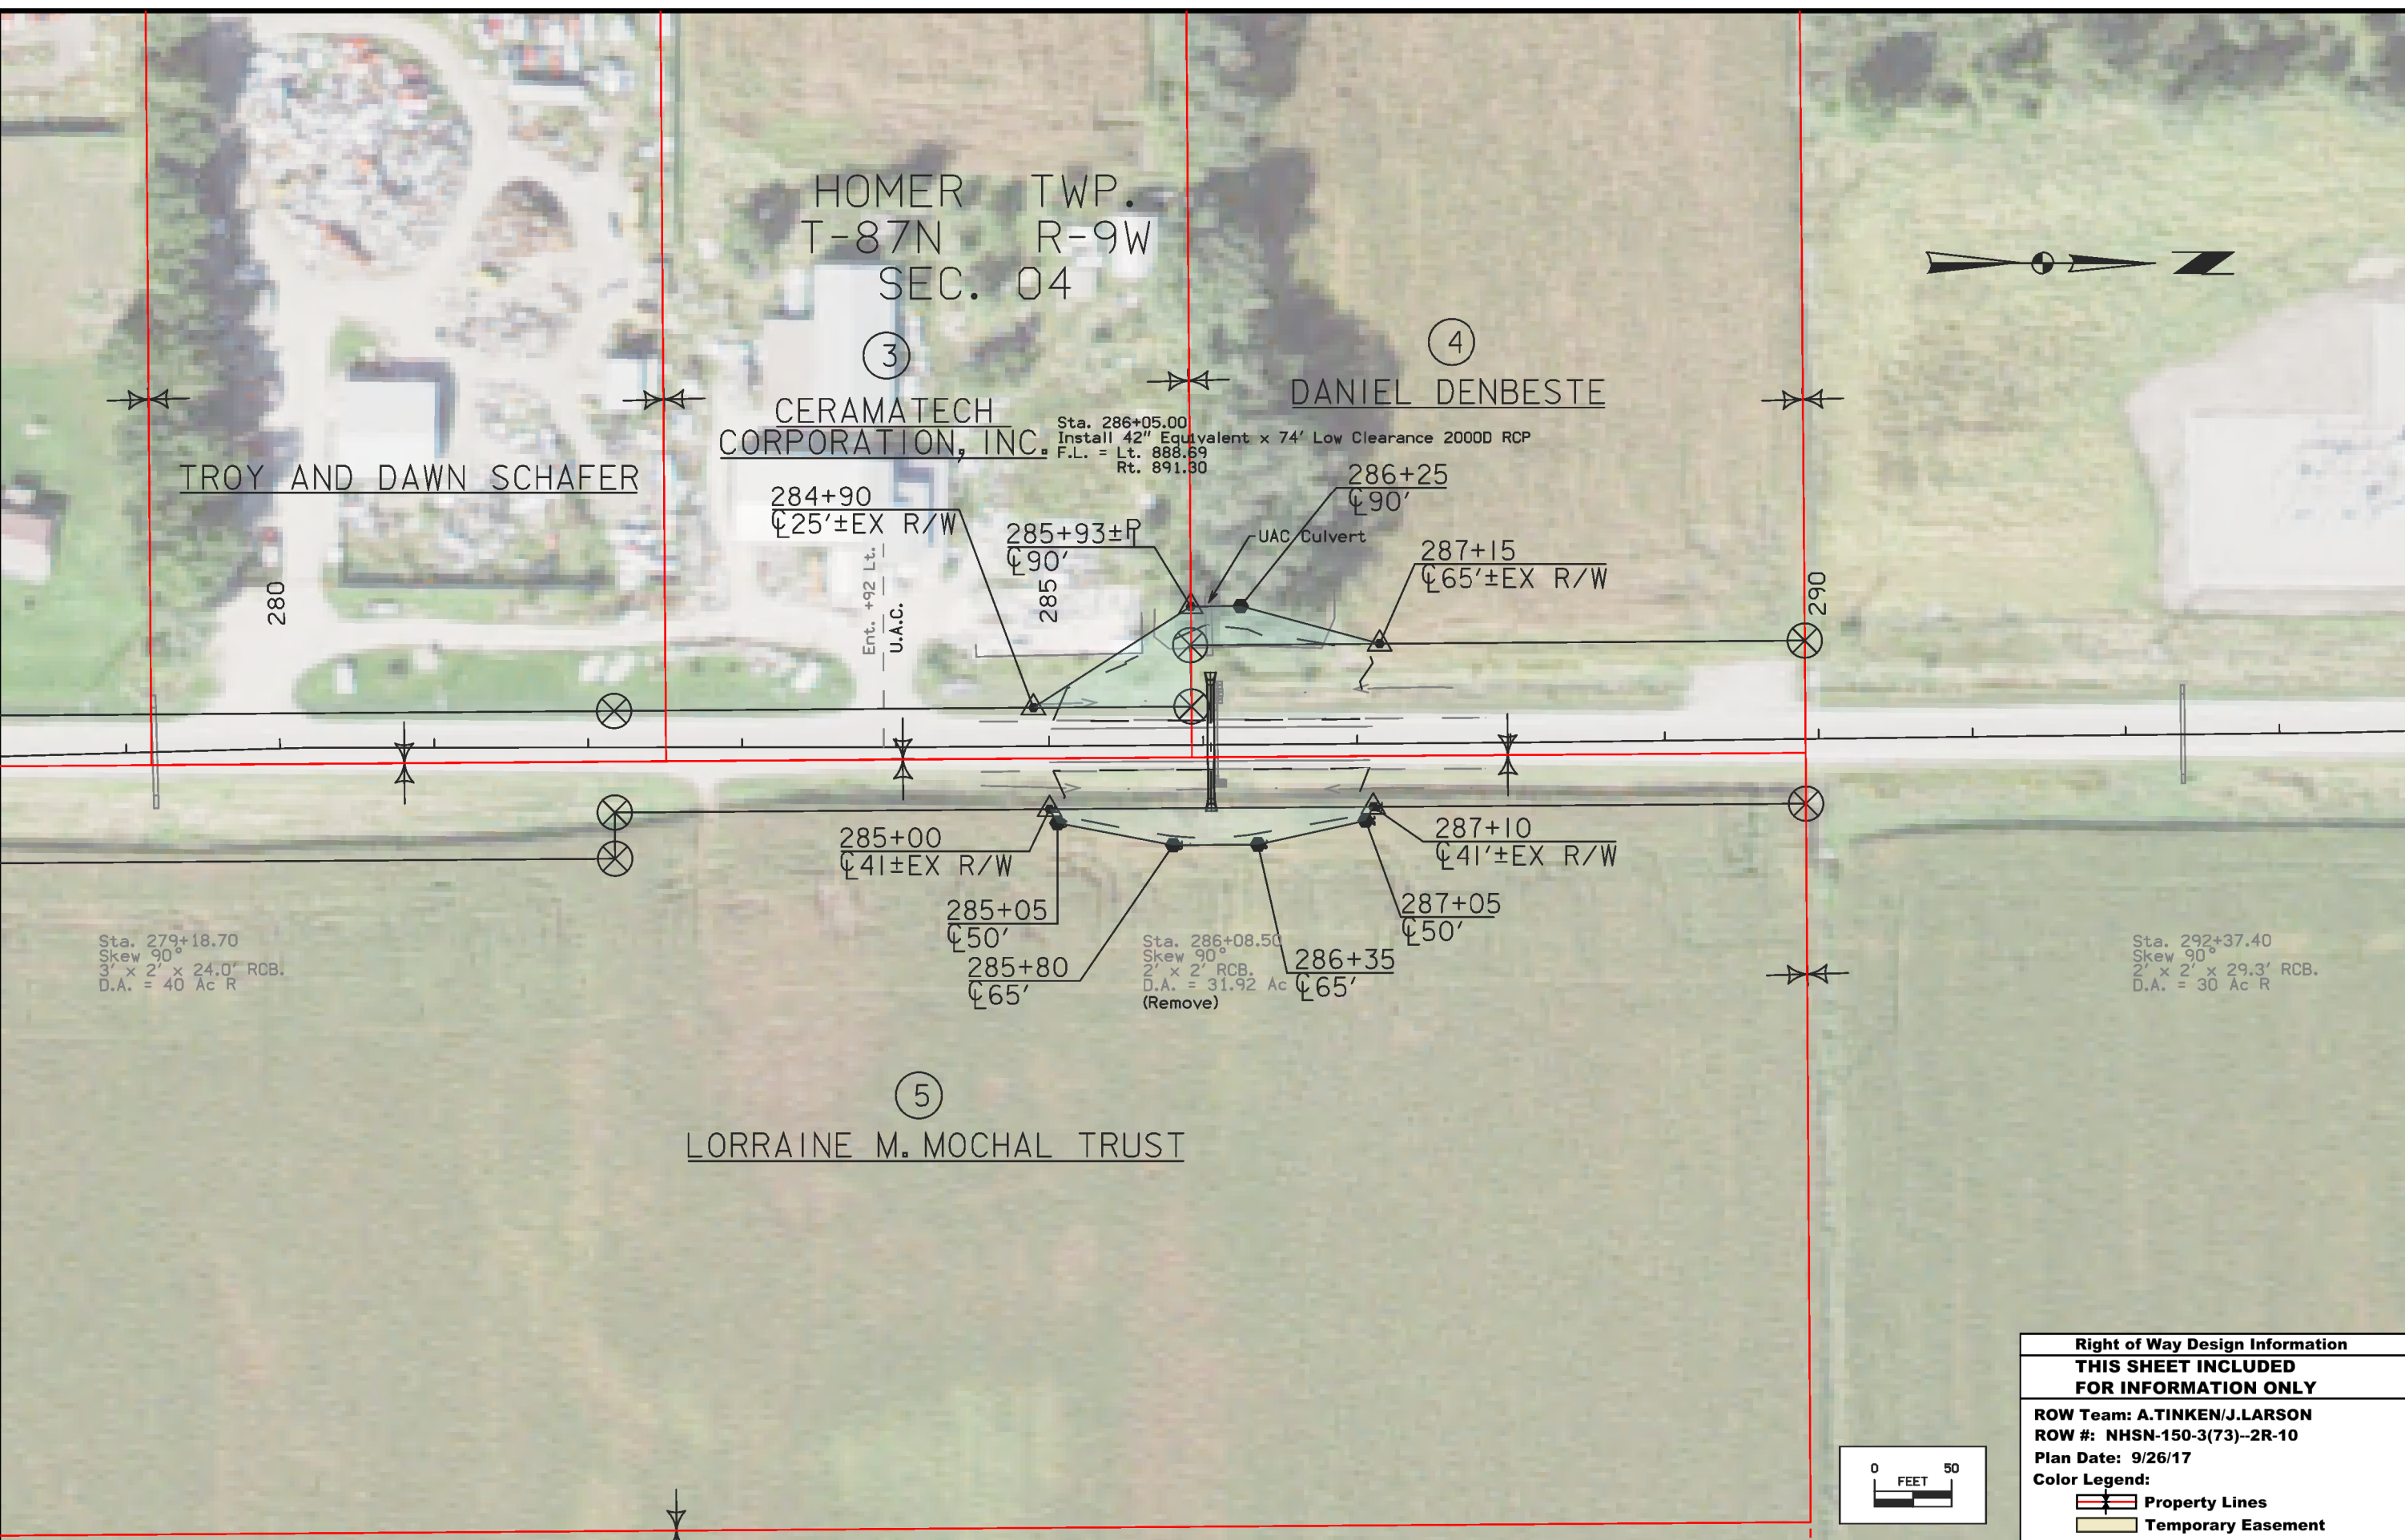 HOMER TWP.
T-87N R-9W
SEC. 04
3
CERAMATECH
CORPORATION, INC.
4
DANIEL DENBESTE
Sta. 286+05.00
Install 42" Equivalent x 74' Low Clearance 2000D RCP
F.L. = Lt. 888.69
Rt. 891.30
TROY AND DAWN SCHAFER
284+90
℄25'±EX R/W
285+93±
℄90'
286+25
℄90'
UAC Culvert
287+15
℄65'±EX R/W
280
Ent. +92 Lt.
U.A.C.
285
290
285+00
℄41±EX R/W
287+10
℄41'±EX R/W
285+05
℄50'
287+05
℄50'
285+80
℄65'
286+35
℄65'
Sta. 279+18.70
Skew 90°
3' x 2' x 24.0' RCB.
D.A. = 40 Ac R
Sta. 286+08.50
Skew 90°
2' x 2' RCB.
D.A. = 31.92 Ac
(Remove)
Sta. 292+37.40
Skew 90°
2' x 2' x 29.3' RCB.
D.A. = 30 Ac R
5
LORRAINE M. MOCHAL TRUST
0 50
FEET
Right of Way Design Information
THIS SHEET INCLUDED
FOR INFORMATION ONLY
ROW Team: A.TINKEN/J.LARSON
ROW #: NHSN-150-3(73)--2R-10
Plan Date: 9/26/17
Color Legend:
Property Lines
Temporary Easement